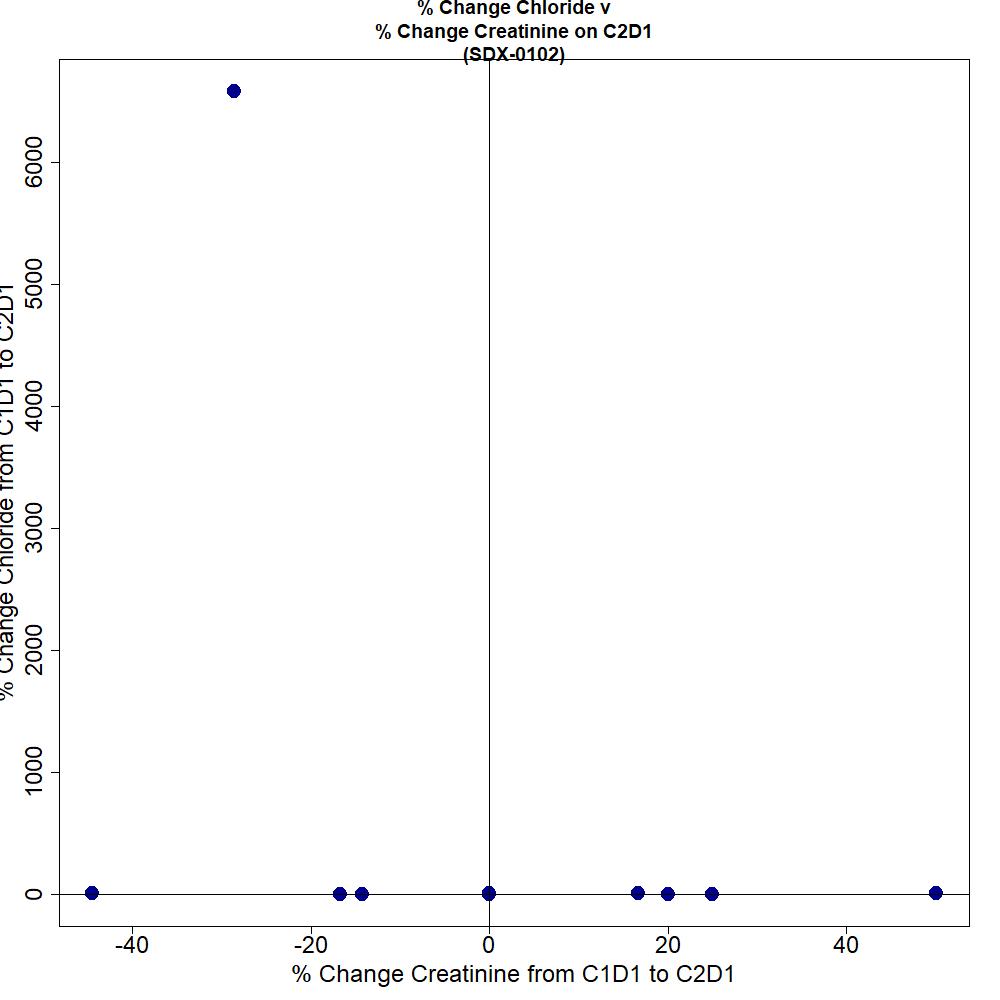 % Change Chloride v
% Change Creatinine on C2D1
(SDX-0102)
% Change Chloride from C1D1 to C2D1
6000
5000
4000
3000
2000
1000
0
-40
-20
0
20
40
% Change Creatinine from C1D1 to C2D1